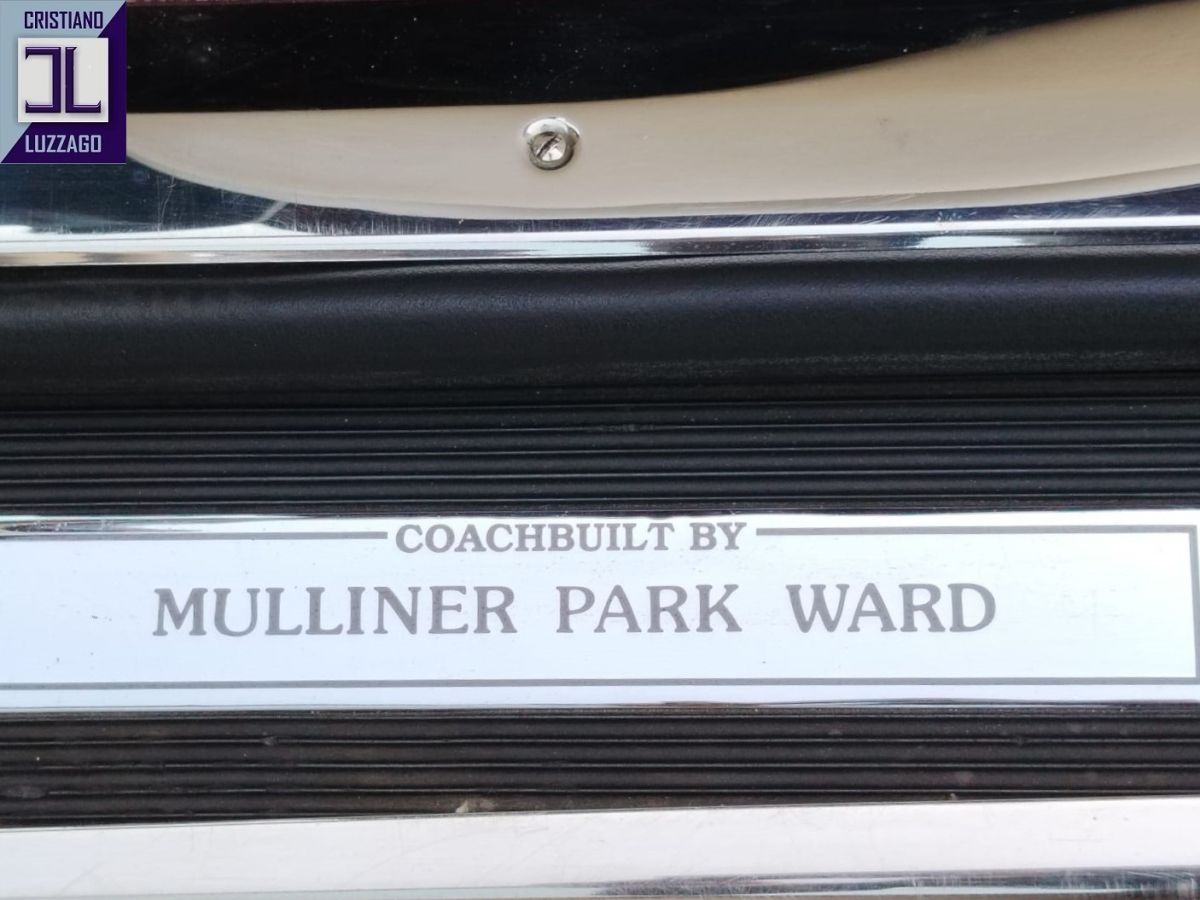 CRISTIANO
LUZZAGO
COACHBUILT BY
MULLINER PARK WARD